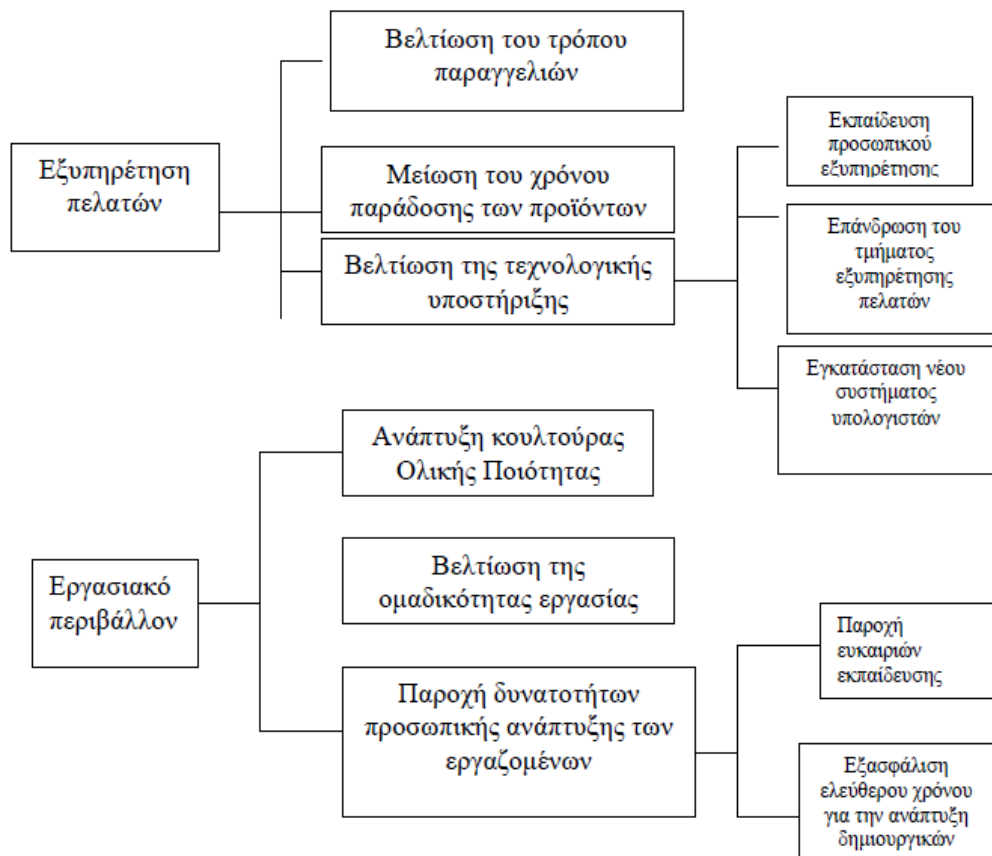 Βελτίωση του τρόπου
παραγγελιών
Εξυπηρέτηση
πελατών
Μείωση του χρόνου
παράδοσης των προϊόντων
Βελτίωση της τεχνολογικής
υποστήριξης
Εκπαίδευση
προσωπικού
εξυπηρέτησης
Επάνδρωση του
τμήματος
εξυπηρέτησης
πελατών
Εγκατάσταση νέου
συστήματος
υπολογιστών
Ανάπτυξη κουλτούρας
Ολικής Ποιότητας
Εργασιακό
περιβάλλον
Βελτίωση της
ομαδικότητας εργασίας
Παροχή δυνατοτήτων
προσωπικής ανάπτυξης των
εργαζομένων
Παροχή
ευκαιριών
εκπαίδευσης
Εξασφάλιση
ελεύθερου χρόνου
για την ανάπτυξη
δημιουργικών